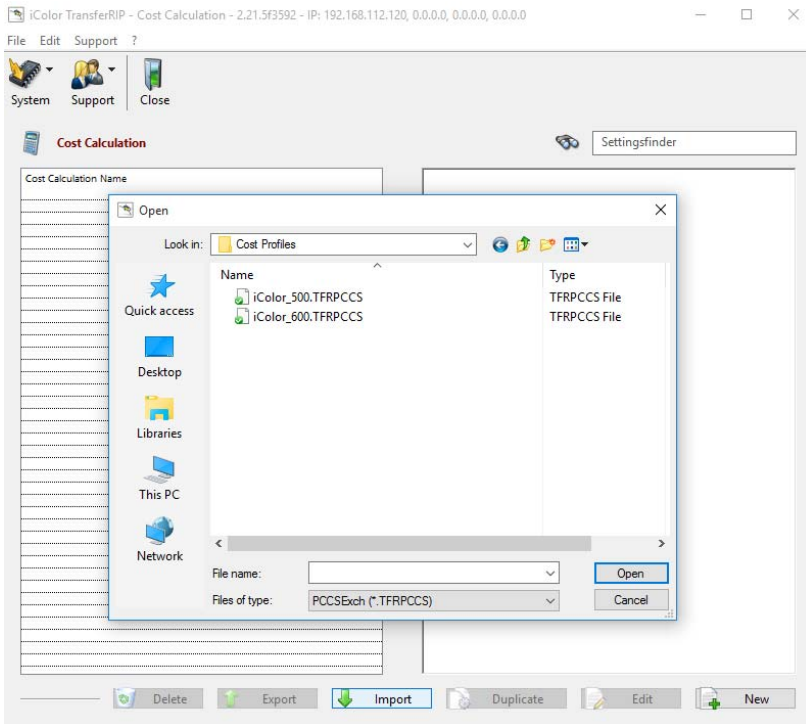 iColor TransferRIP - Cost Calculation - 2.21.5f3592 - IP: 192.168.112.120, 0.0.0.0, 0.0.0.0, 0.0.0.0
File Edit Support ?
System Support Close
Cost Calculation
Settingsfinder
Cost Calculation Name
Open
Look in: Cost Profiles
Name Type
iColor_500.TFRPCCS TFRPCCS File
iColor_600.TFRPCCS TFRPCCS File
Quick access
Desktop
Libraries
This PC
Network
File name: Open
Files of type: PCCSExch (*.TFRPCCS) Cancel
Delete Export Import Duplicate Edit New